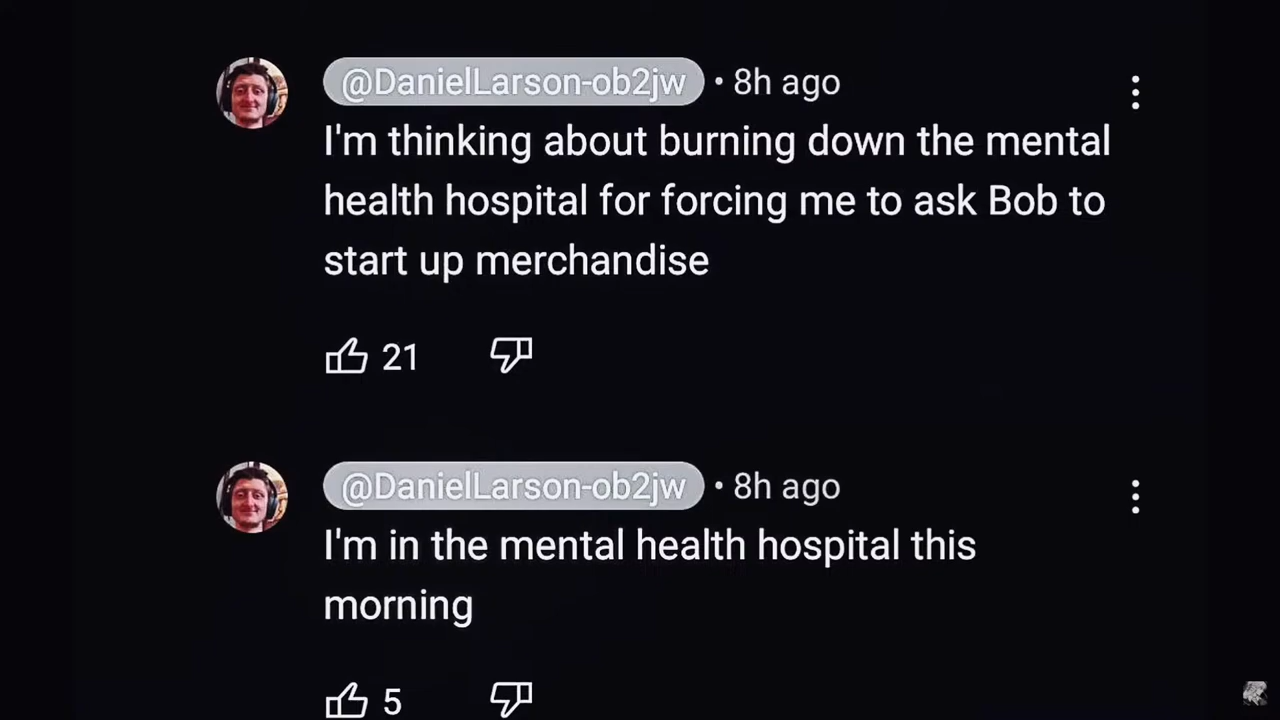 @DanielLarson-ob2jw • 8h ago
I'm thinking about burning down the mental
health hospital for forcing me to ask Bob to
start up merchandise
21
@DanielLarson-ob2jw • 8h ago
I'm in the mental health hospital this
morning
5